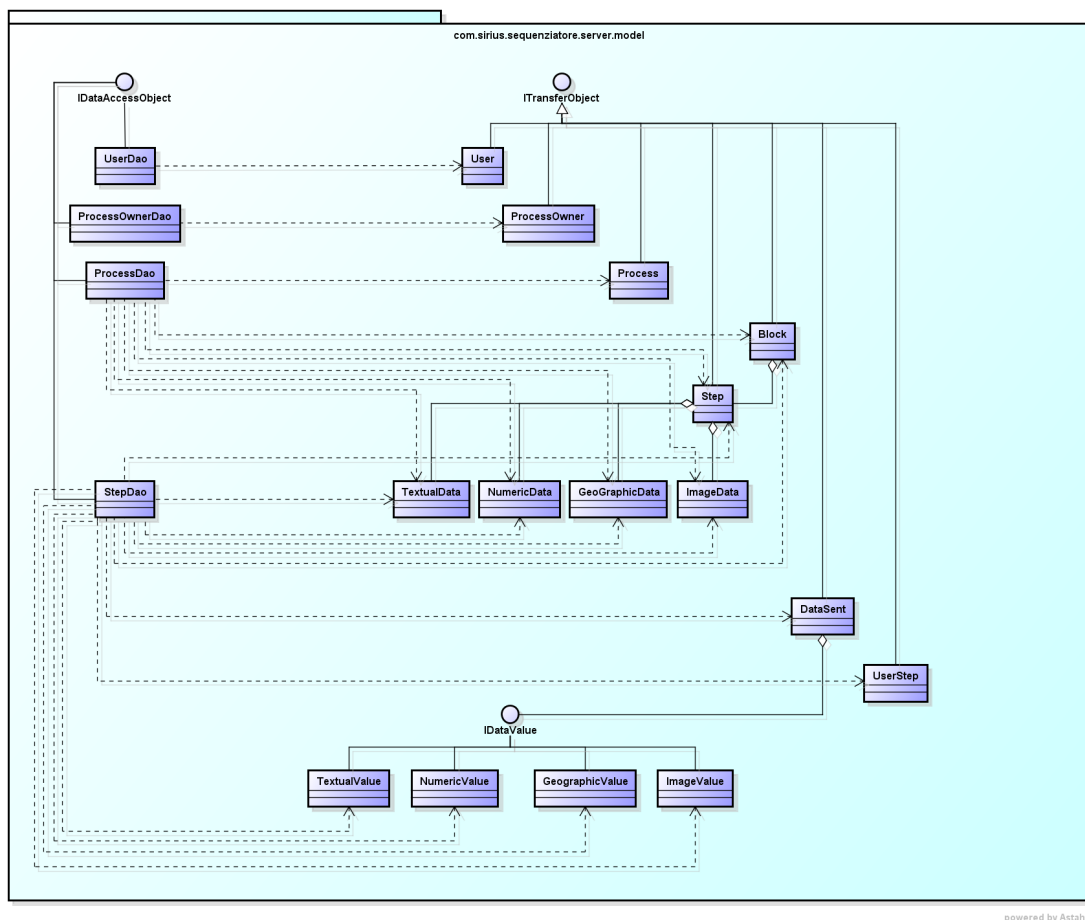 com.sirius.sequenziatore.server.model
IDataAccessObject
ITransferObject
UserDao
User
ProcessOwnerDao
ProcessOwner
ProcessDao
Process
Block
Step
StepDao
TextualData
NumericData
GeoGraphicData
ImageData
DataSent
UserStep
IDataValue
TextualValue
NumericValue
GeographicValue
ImageValue
powered by Astah